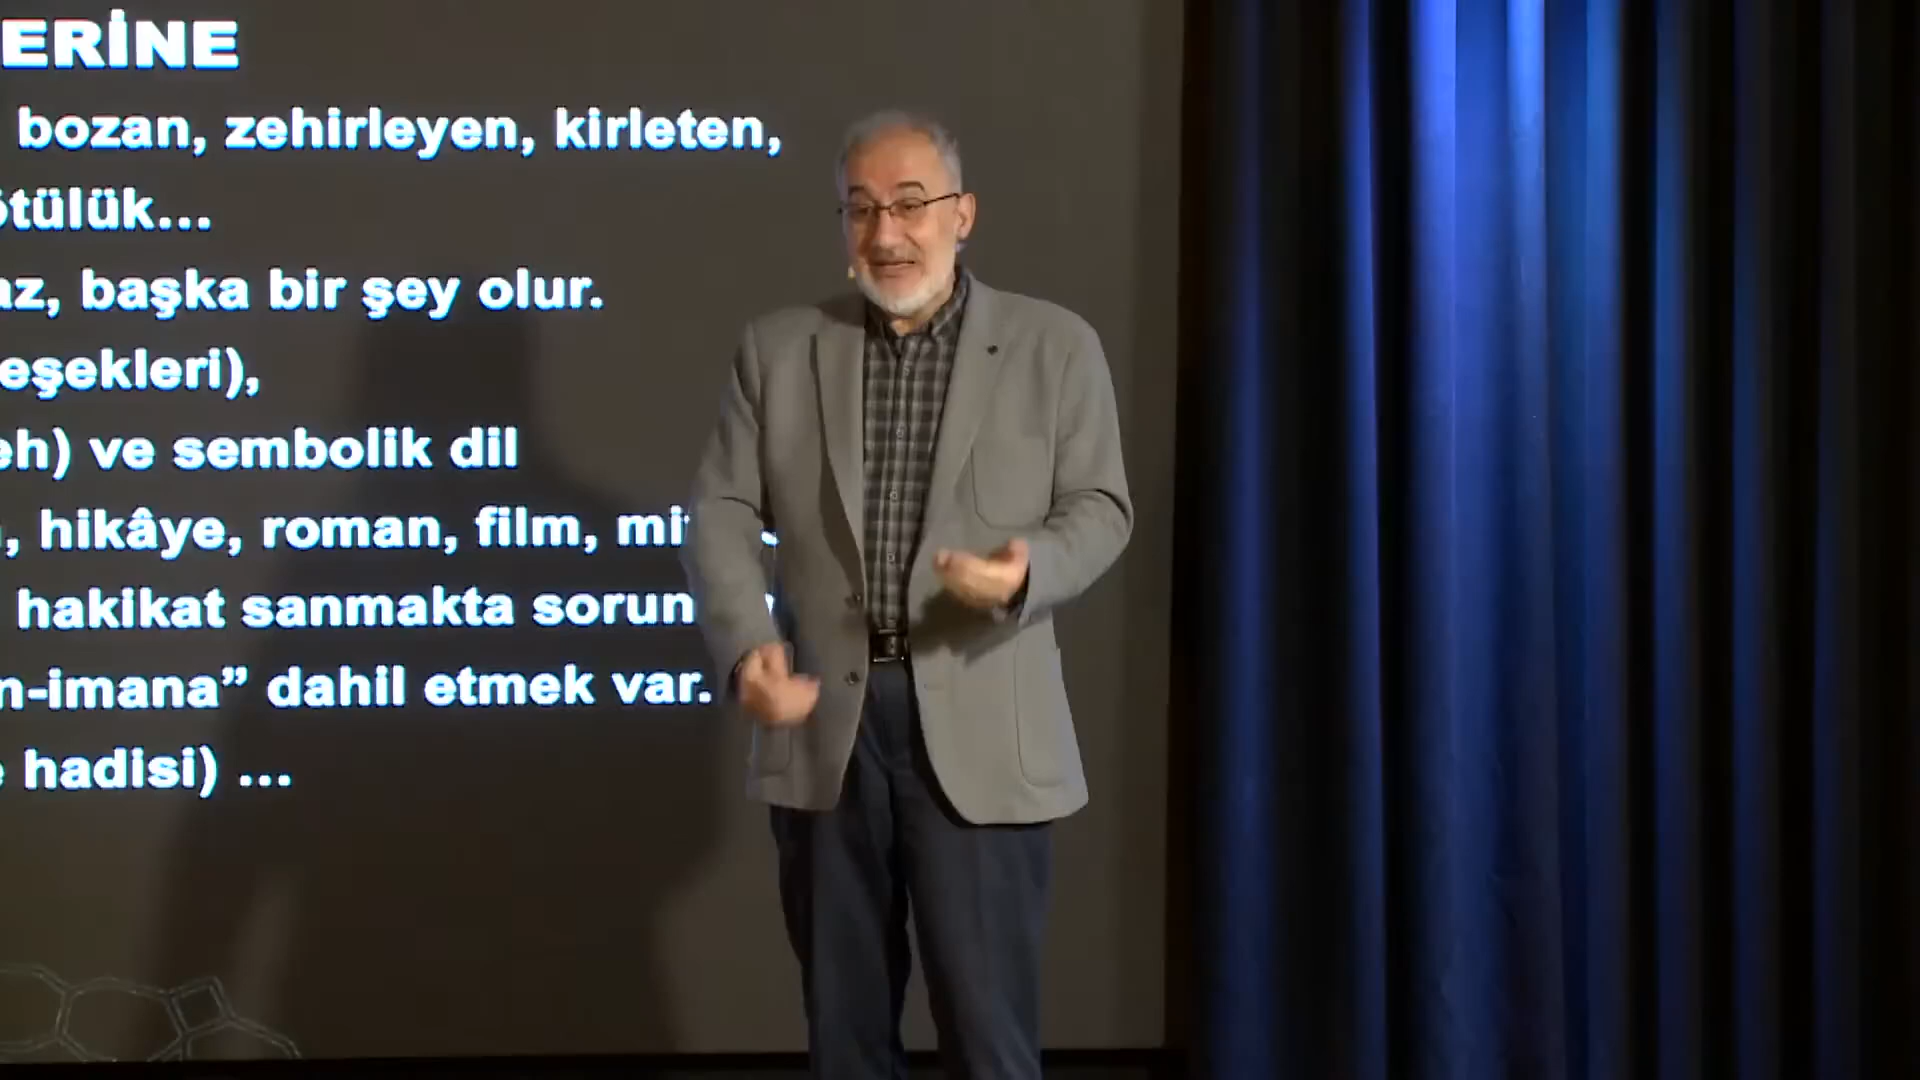 ERİNE
bozan, zehirleyen, kirleten,
ötülük...
az, başka bir şey olur.
eşekleri),
eh) ve sembolik dil
, hikâye, roman, film,
hakikat sanmakta
n-imana” dahil etmek var.
hadisi) ...